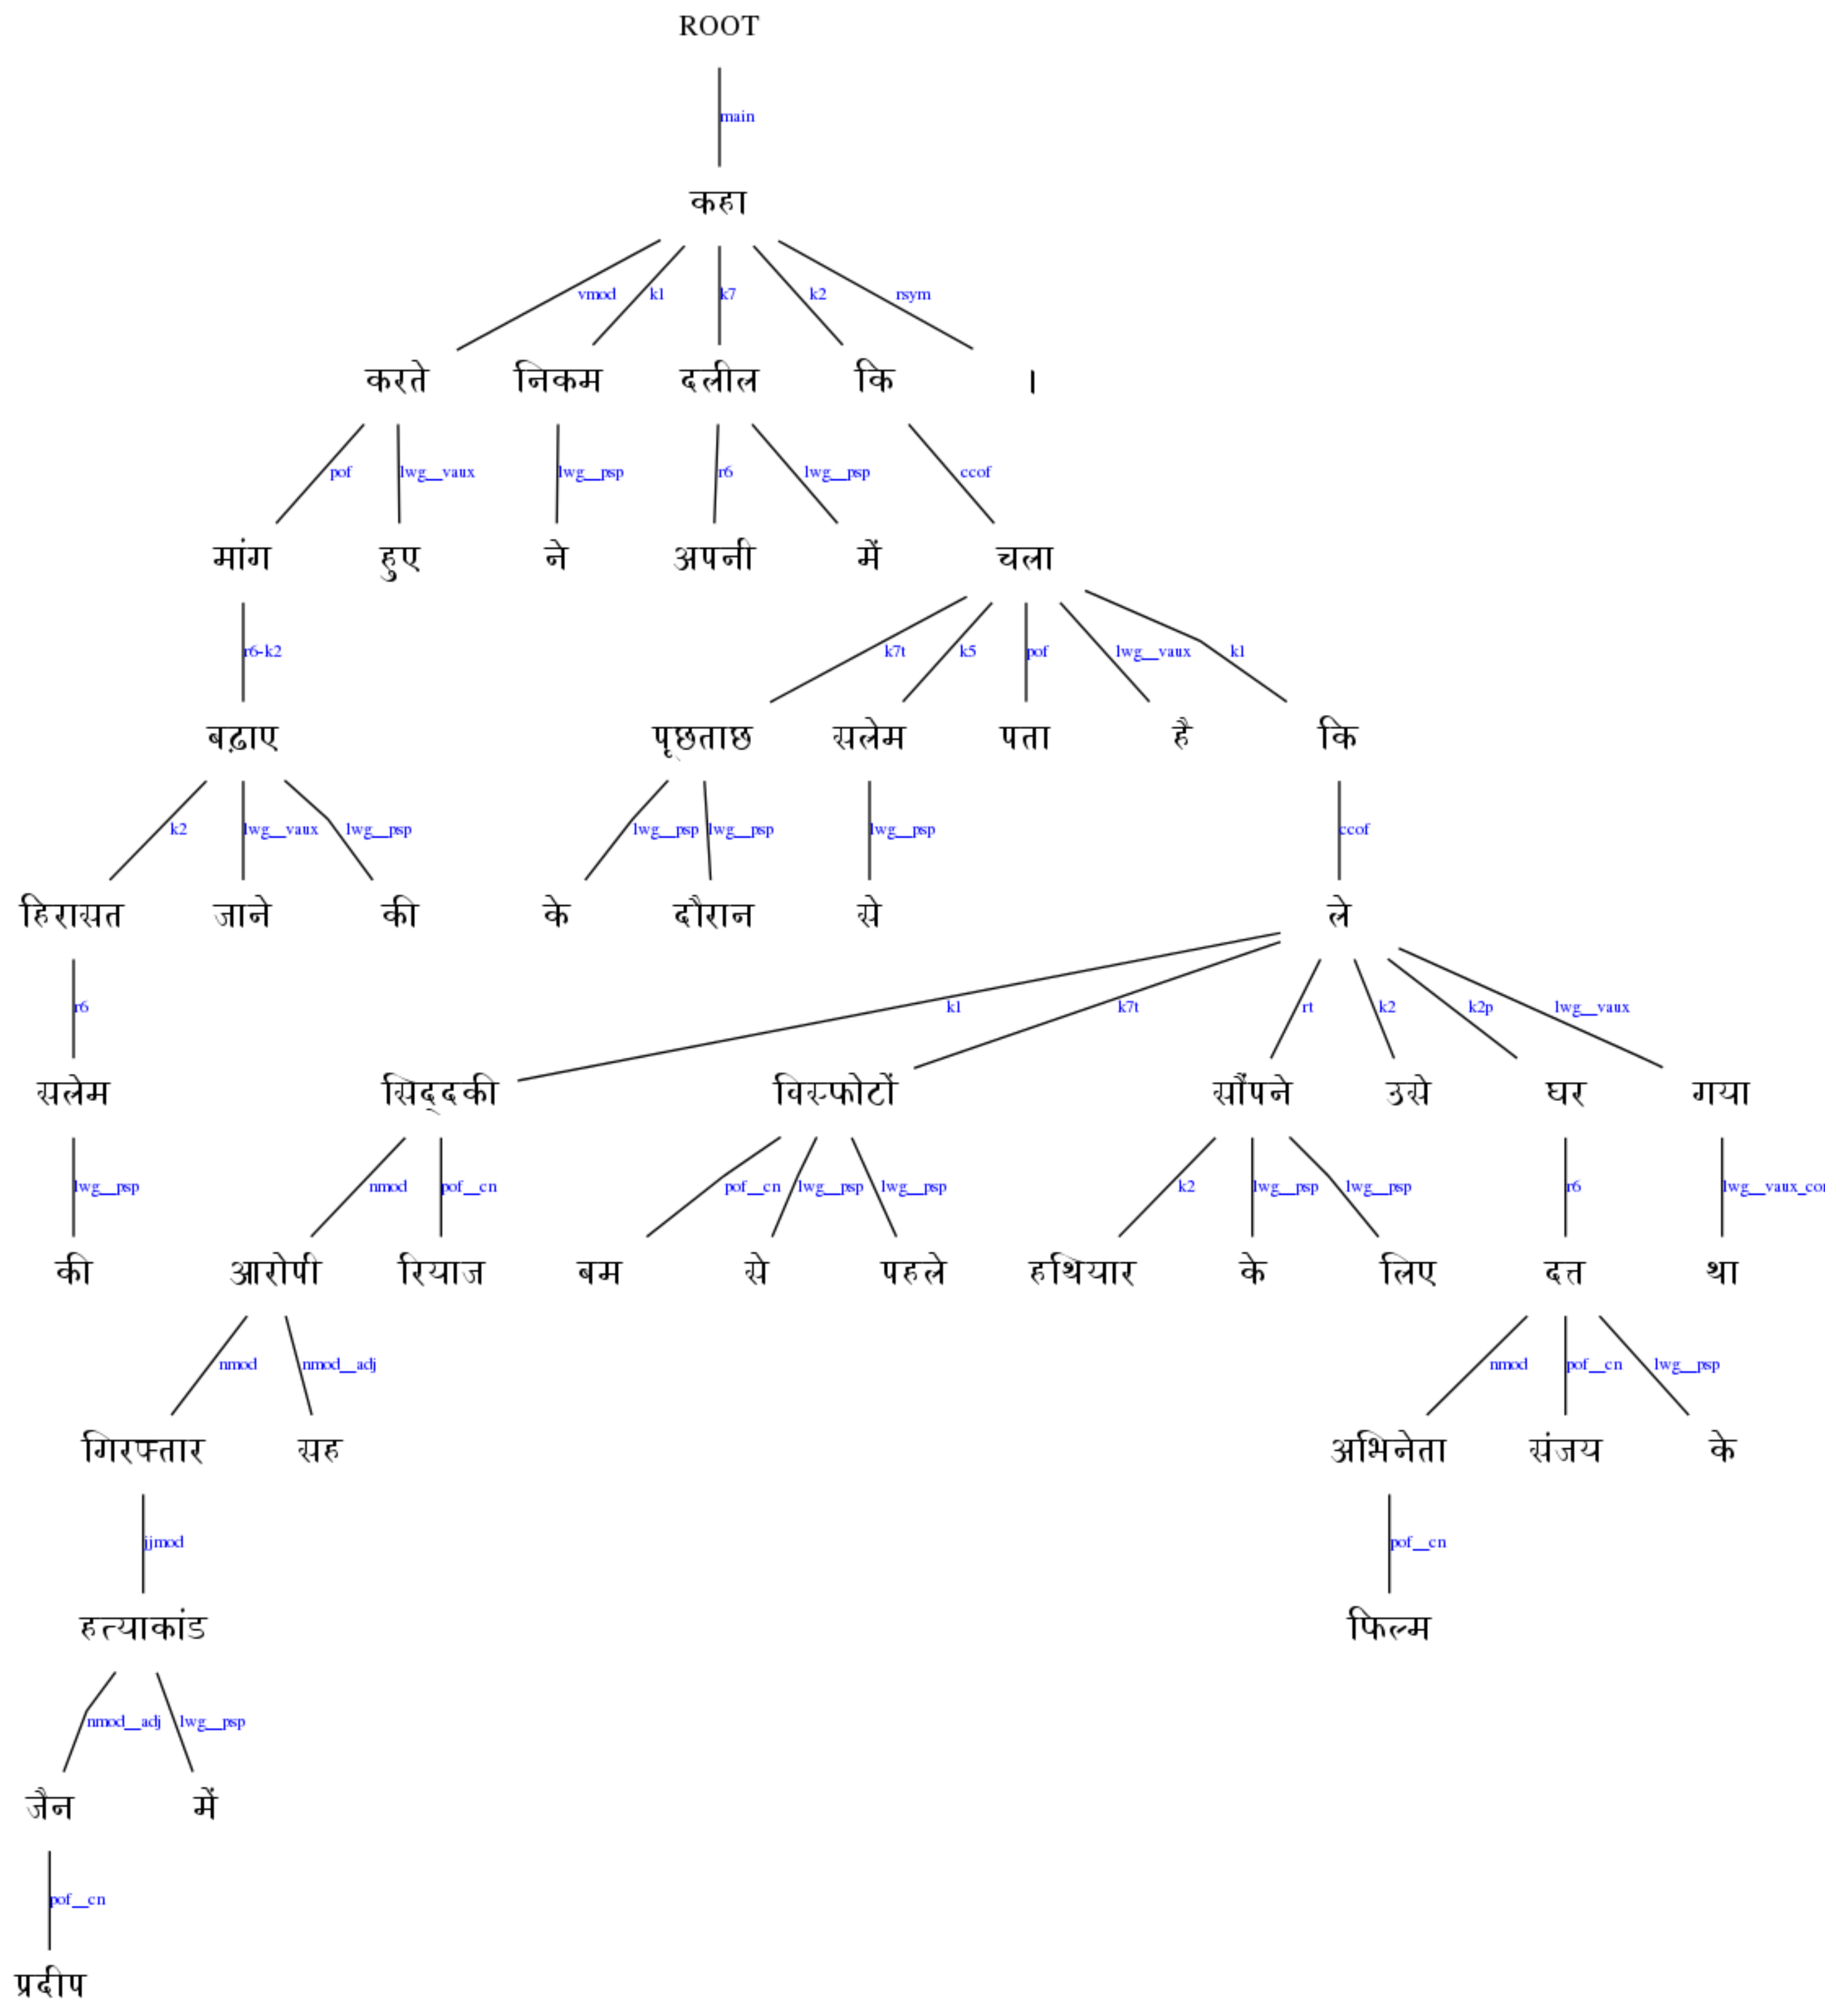 ROOT
main
कहा
vmod k1 k7 k2 rsym
करते निकम दलील कि ।
pof lwg__vaux lwg__psp r6 lwg__psp ccof
मांग हुए ने अपनी में चला
r6-k2 k7t k5 pof lwg__vaux k1
बढ़ाए पूछताछ सलेम पता है कि
k2 lwg__vaux lwg__psp lwg__psp lwg__psp lwg__psp ccof
हिरासत जाने की के दौरान से ले
r6 k1 k7t rt k2 k2p lwg__vaux
सलेम सिद्दकी विस्फोटों सौंपने उसे घर गया
lwg__psp nmod pof__cn pof__cn lwg__psp lwg__psp k2 lwg__psp lwg__psp r6 lwg__vaux_co
की आरोपी रियाज बम से पहले हथियार के लिए दत्त था
nmod nmod__adj nmod pof__cn lwg__psp
गिरफ्तार सह अभिनेता संजय के
jjmod pof__cn
हत्याकांड फिल्म
nmod__adj lwg__psp
जैन में
pof__cn
प्रदीप